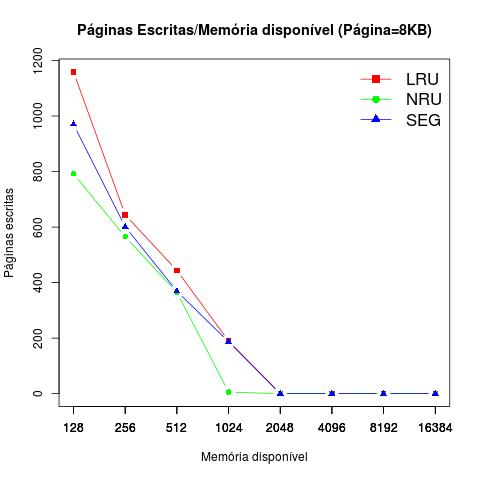 Páginas Escritas/Memória disponível (Página=8KB)
LRU
NRU
SEG
Páginas escritas
1200
1000
800
600
400
200
0
128 256 512 1024 2048 4096 8192 16384
Memória disponível